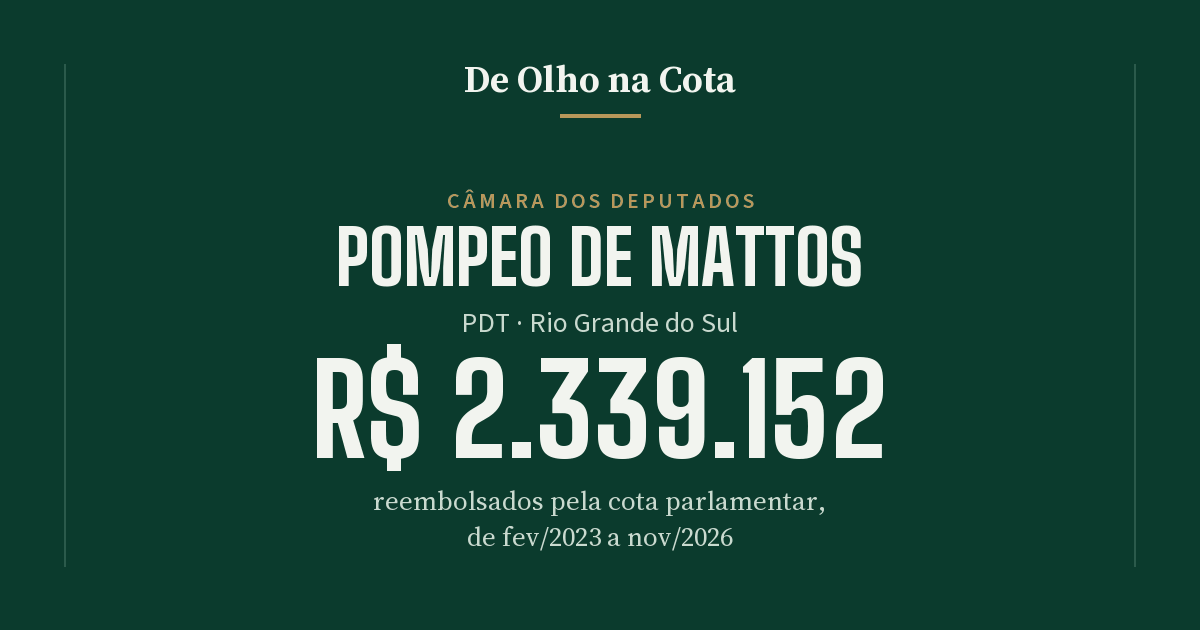 De Olho na Cota
CÂMARA DOS DEPUTADOS
POMPEO DE MATTOS
PDT · Rio Grande do Sul
R$ 2.339.152
reembolsados pela cota parlamentar,
de fev/2023 a nov/2026